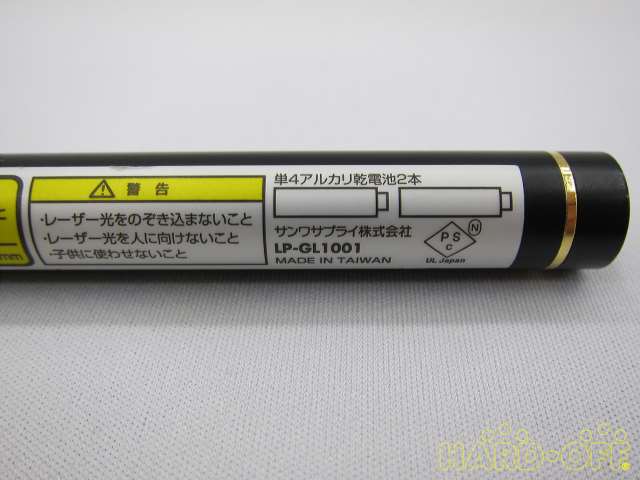 警告
・レーザー光をのぞき込まないこと
・レーザー光を人に向けないこと
・子供に使わせないこと
単4アルカリ乾電池2本
サンワサプライ株式会社
LP-GL1001
MADE IN TAIWAN
PS
C
N
UL Japan
mm
HARD-OFF